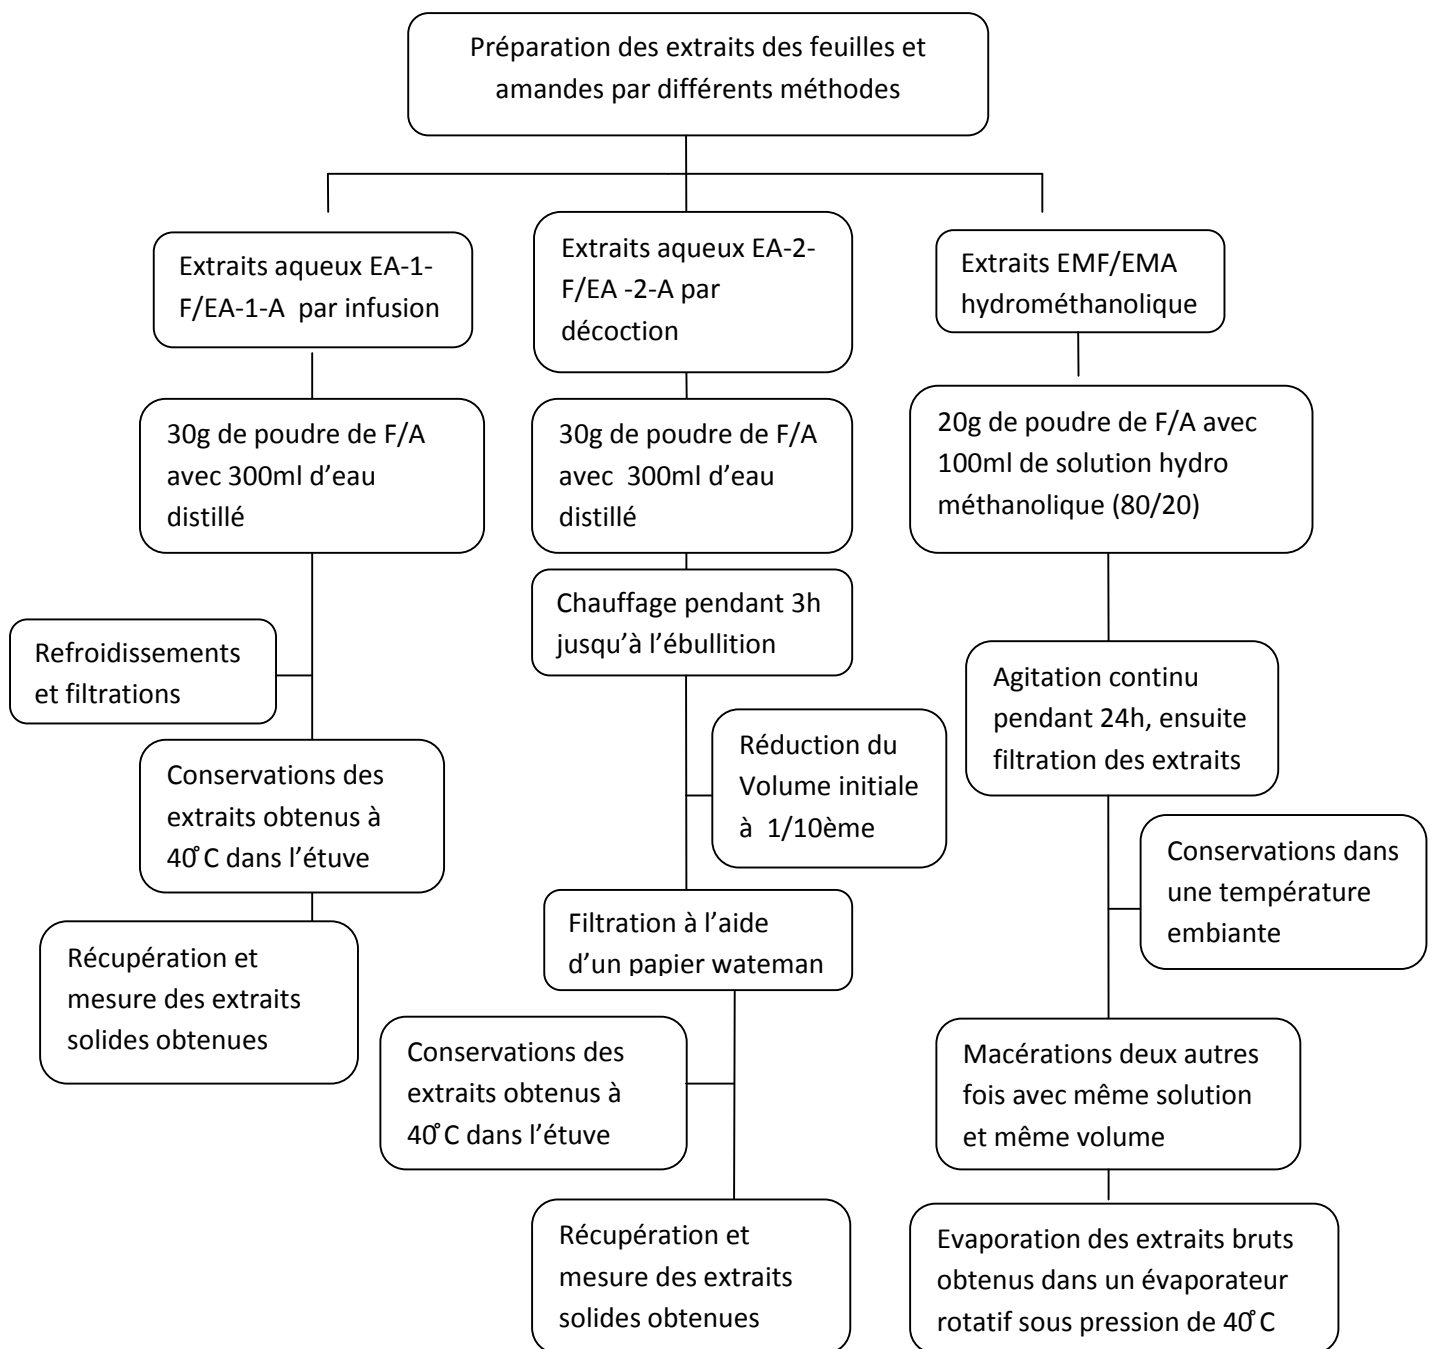 Préparation des extraits des feuilles et
amandes par différents méthodes
Extraits aqueux EA-1-
F/EA-1-A par infusion
Extraits aqueux EA-2-
F/EA -2-A par
décoction
Extraits EMF/EMA
hydrométhanolique
30g de poudre de F/A
avec 300ml d’eau
distillé
30g de poudre de F/A
avec 300ml d’eau
distillé
20g de poudre de F/A avec
100ml de solution hydro
méthanolique (80/20)
Chauffage pendant 3h
jusqu’à l’ébullition
Refroidissements
et filtrations
Agitation continu
pendant 24h, ensuite
filtration des extraits
Réduction du
Volume initiale
à 1/10ème
Conservations des
extraits obtenus à
40°C dans l’étuve
Conservations dans
une température
embiante
Filtration à l’aide
d’un papier wateman
Récupération et
mesure des extraits
solides obtenues
Conservations des
extraits obtenus à
40°C dans l’étuve
Macérations deux autres
fois avec même solution
et même volume
Récupération et
mesure des extraits
solides obtenues
Evaporation des extraits bruts
obtenus dans un évaporateur
rotatif sous pression de 40°C